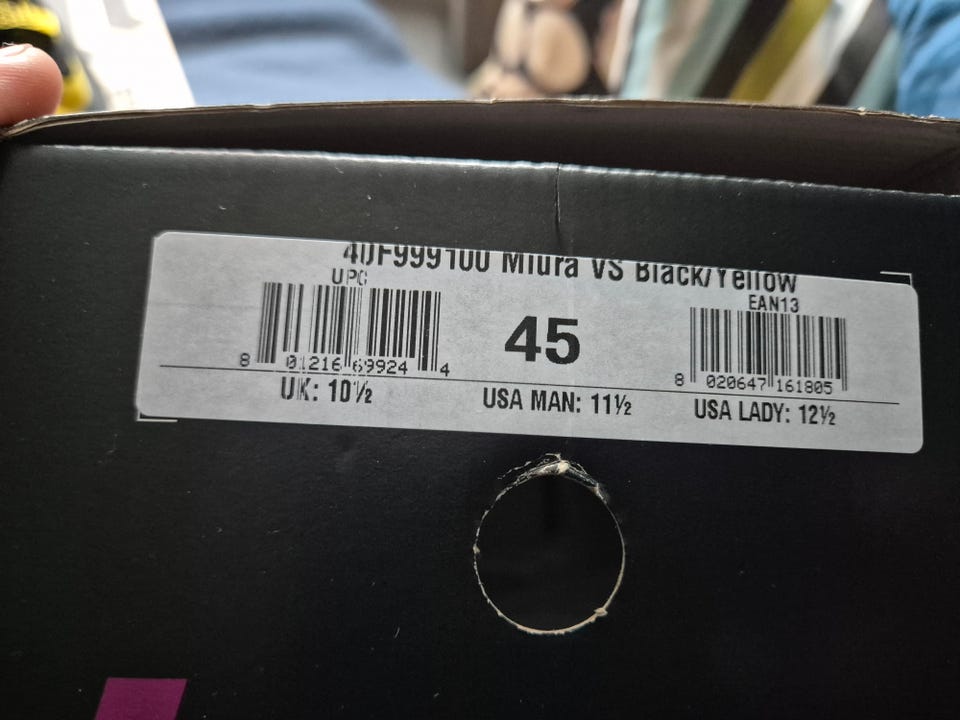 40F999100 Miura VS Black/Yellow
UPC
EAN13
8 01216 69924 4
45
8 020647 161805
UK: 10½
USA MAN: 11½
USA LADY: 12½